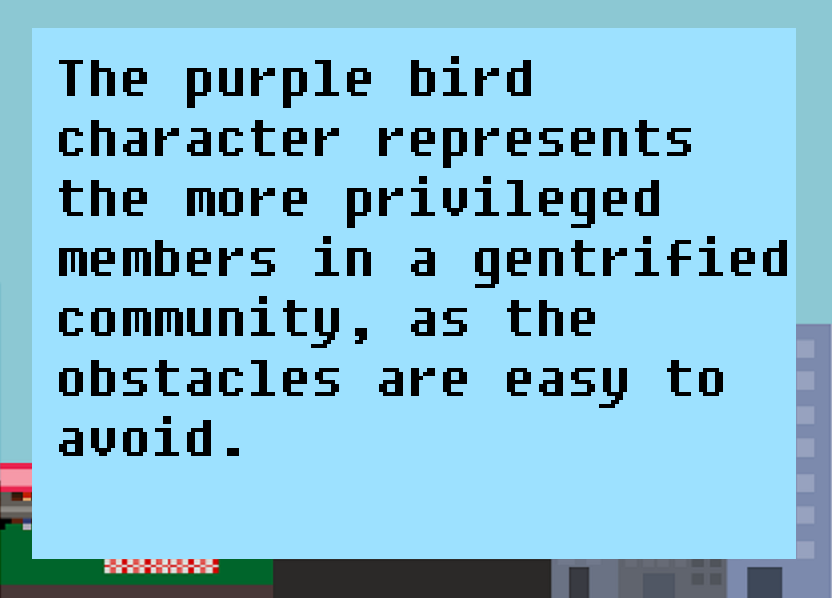 The purple bird
character represents
the more privileged
members in a gentrified
community, as the
obstacles are easy to
avoid.